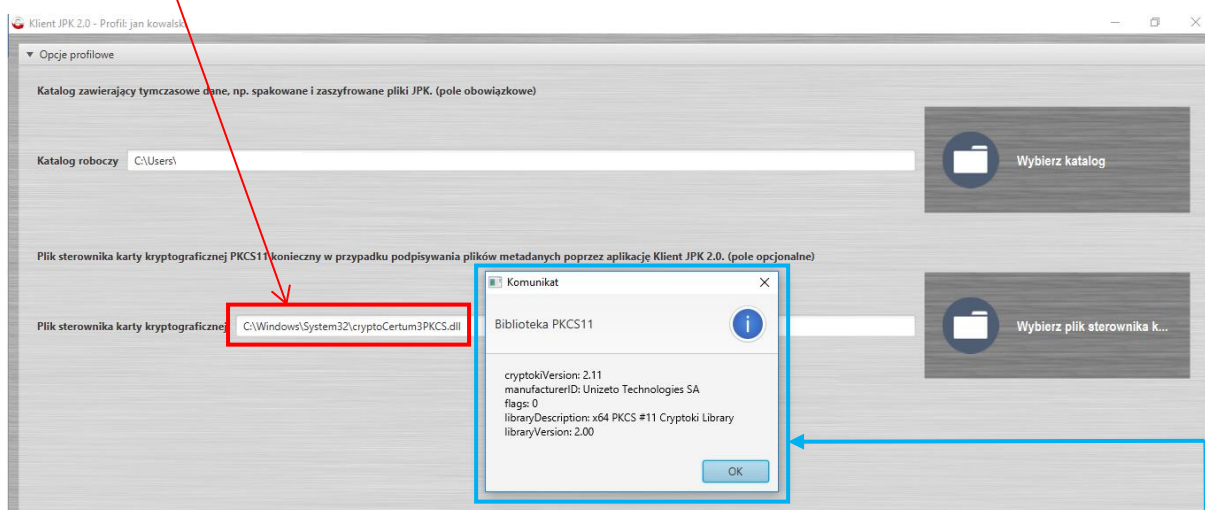 Klient JPK 2.0 - Profil: jan kowalski
Opcje profilowe
Katalog zawierający tymczasowe dane, np. spakowane i zaszyfrowane pliki JPK. (pole obowiązkowe)
Katalog roboczy C:\Users\
Wybierz katalog
Plik sterownika karty kryptograficznej PKCS11 konieczny w przypadku podpisywania plików metadanych poprzez aplikację Klient JPK 2.0. (pole opcjonalne)
Plik sterownika karty kryptograficznej C:\Windows\System32\cryptoCertum3PKCS.dll
Wybierz plik sterownika k...
Komunikat
Biblioteka PKCS11
cryptokiVersion: 2.11
manufacturerID: Unizeto Technologies SA
flags: 0
libraryDescription: x64 PKCS #11 Cryptoki Library
libraryVersion: 2.00
OK